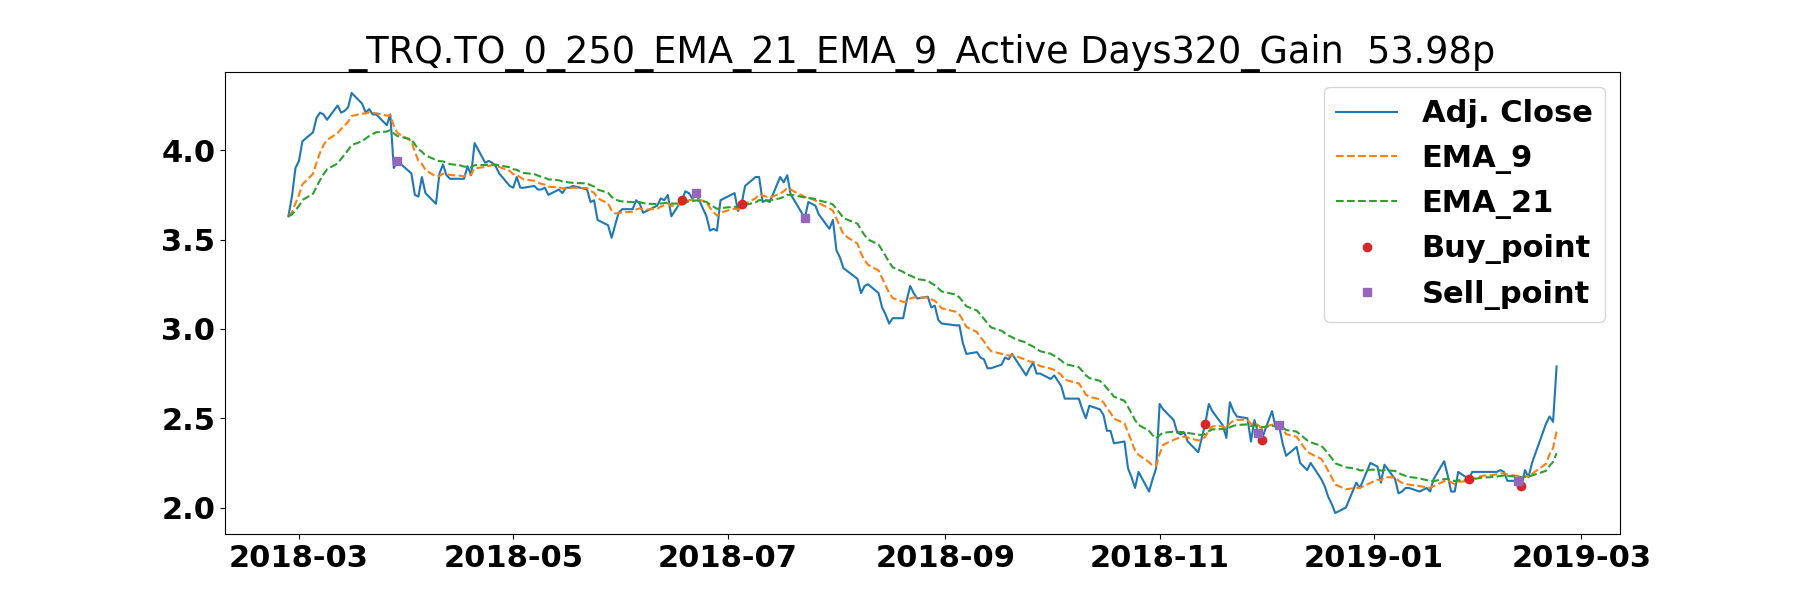 _TRQ.TO_0_250_EMA_21_EMA_9_Active Days320_Gain  53.98p
Adj. Close
EMA_9
EMA_21
Buy_point
Sell_point
4.0
3.5
3.0
2.5
2.0
2018-03
2018-05
2018-07
2018-09
2018-11
2019-01
2019-03